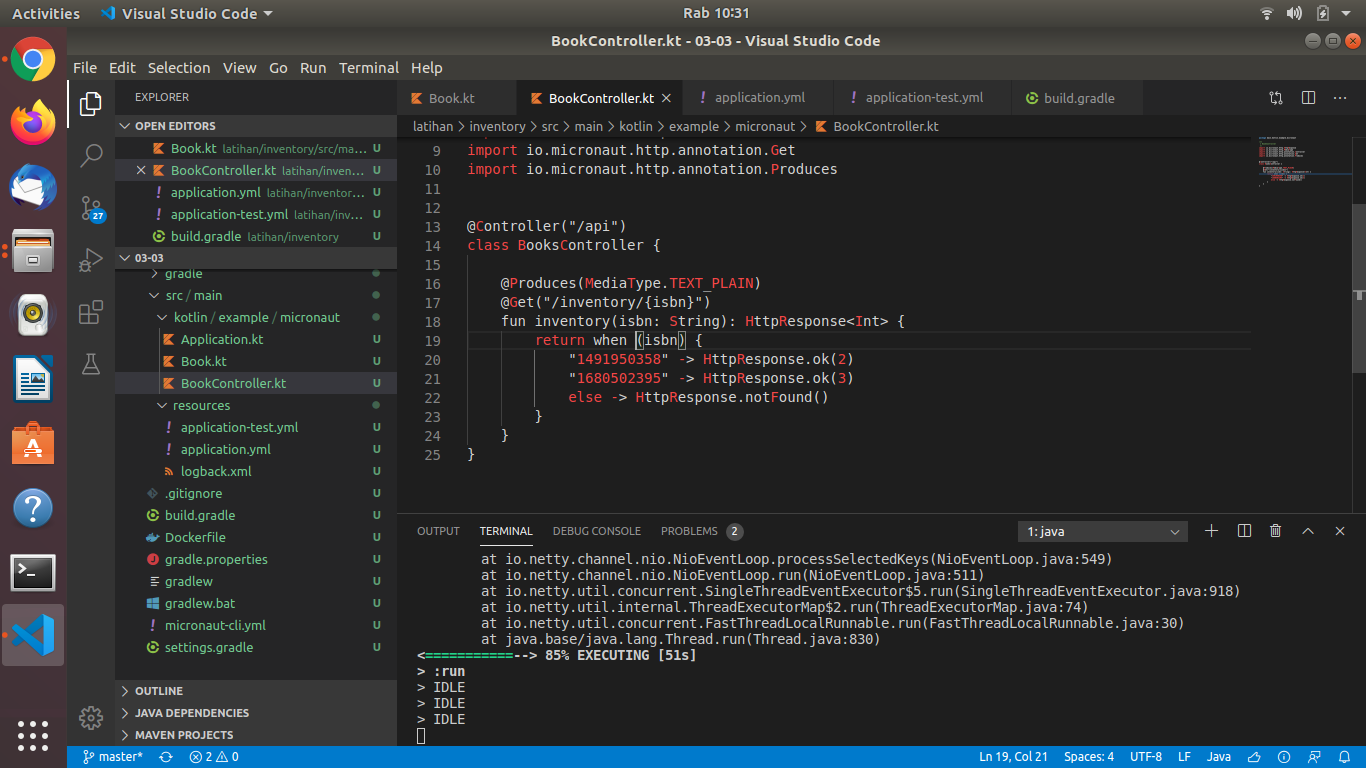 Activities Visual Studio Code Rab 10:31
BookController.kt - 03-03 - Visual Studio Code
File Edit Selection View Go Run Terminal Help
EXPLORER
OPEN EDITORS
Book.kt latihan/inventory/src/ma... U
BookController.kt latihan/inven... U
application.yml latihan/inventor... U
application-test.yml latihan/inv... U
build.gradle latihan/inventory U
27
03-03
gradle
src / main
kotlin / example / micronaut
Application.kt U
Book.kt U
BookController.kt U
resources
application-test.yml U
application.yml U
logback.xml U
.gitignore U
build.gradle U
Dockerfile U
gradle.properties U
gradlew U
gradlew.bat U
micronaut-cli.yml U
settings.gradle U
OUTLINE
JAVA DEPENDENCIES
MAVEN PROJECTS
Book.kt BookController.kt application.yml application-test.yml build.gradle
latihan > inventory > src > main > kotlin > example > micronaut > BookController.kt
9 import io.micronaut.http.annotation.Get
10 import io.micronaut.http.annotation.Produces
11
12
13 @Controller("/api")
14 class BooksController {
15
16 @Produces(MediaType.TEXT_PLAIN)
17 @Get("/inventory/{isbn}")
18 fun inventory(isbn: String): HttpResponse<Int> {
19 return when (isbn) {
20 "1491950358" -> HttpResponse.ok(2)
21 "1680502395" -> HttpResponse.ok(3)
22 else -> HttpResponse.notFound()
23 }
24 }
25 }
OUTPUT TERMINAL DEBUG CONSOLE PROBLEMS 2 1: java
at io.netty.channel.nio.NioEventLoop.processSelectedKeys(NioEventLoop.java:549)
at io.netty.channel.nio.NioEventLoop.run(NioEventLoop.java:511)
at io.netty.util.concurrent.SingleThreadEventExecutor$5.run(SingleThreadEventExecutor.java:918)
at io.netty.util.internal.ThreadExecutorMap$2.run(ThreadExecutorMap.java:74)
at io.netty.util.concurrent.FastThreadLocalRunnable.run(FastThreadLocalRunnable.java:30)
at java.base/java.lang.Thread.run(Thread.java:830)
<===========--> 85% EXECUTING [51s]
> :run
> IDLE
> IDLE
> IDLE
master* 2 0 Ln 19, Col 21 Spaces: 4 UTF-8 LF Java